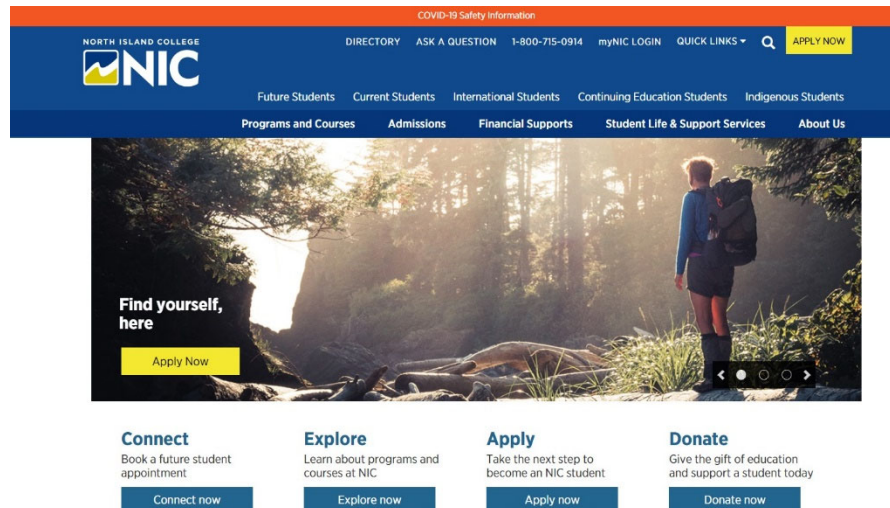 COVID-19 Safety Information
NORTH ISLAND COLLEGE
NIC
DIRECTORY ASK A QUESTION 1-800-715-0914 myNIC LOGIN QUICK LINKS APPLY NOW
Future Students Current Students International Students Continuing Education Students Indigenous Students
Programs and Courses Admissions Financial Supports Student Life & Support Services About Us
Find yourself,
here
Apply Now
Connect
Book a future student
appointment
Connect now
Explore
Learn about programs and
courses at NIC
Explore now
Apply
Take the next step to
become an NIC student
Apply now
Donate
Give the gift of education
and support a student today
Donate now